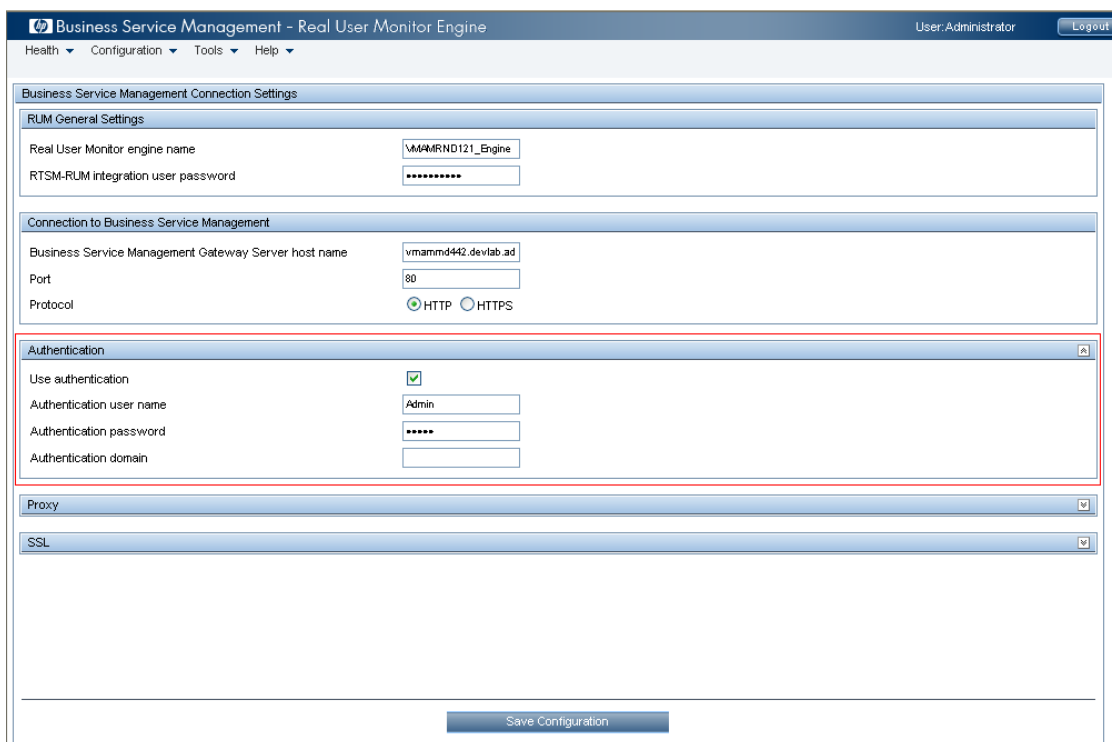 hp Business Service Management - Real User Monitor Engine User:Administrator Logout
Health Configuration Tools Help
Business Service Management Connection Settings
RUM General Settings
Real User Monitor engine name VMAMRND121_Engine
RTSM-RUM integration user password ••••••••••
Connection to Business Service Management
Business Service Management Gateway Server host name vmammd442.devlab.ad
Port 80
Protocol HTTP HTTPS
Authentication
Use authentication
Authentication user name Admin
Authentication password •••••
Authentication domain
Proxy
SSL
Save Configuration